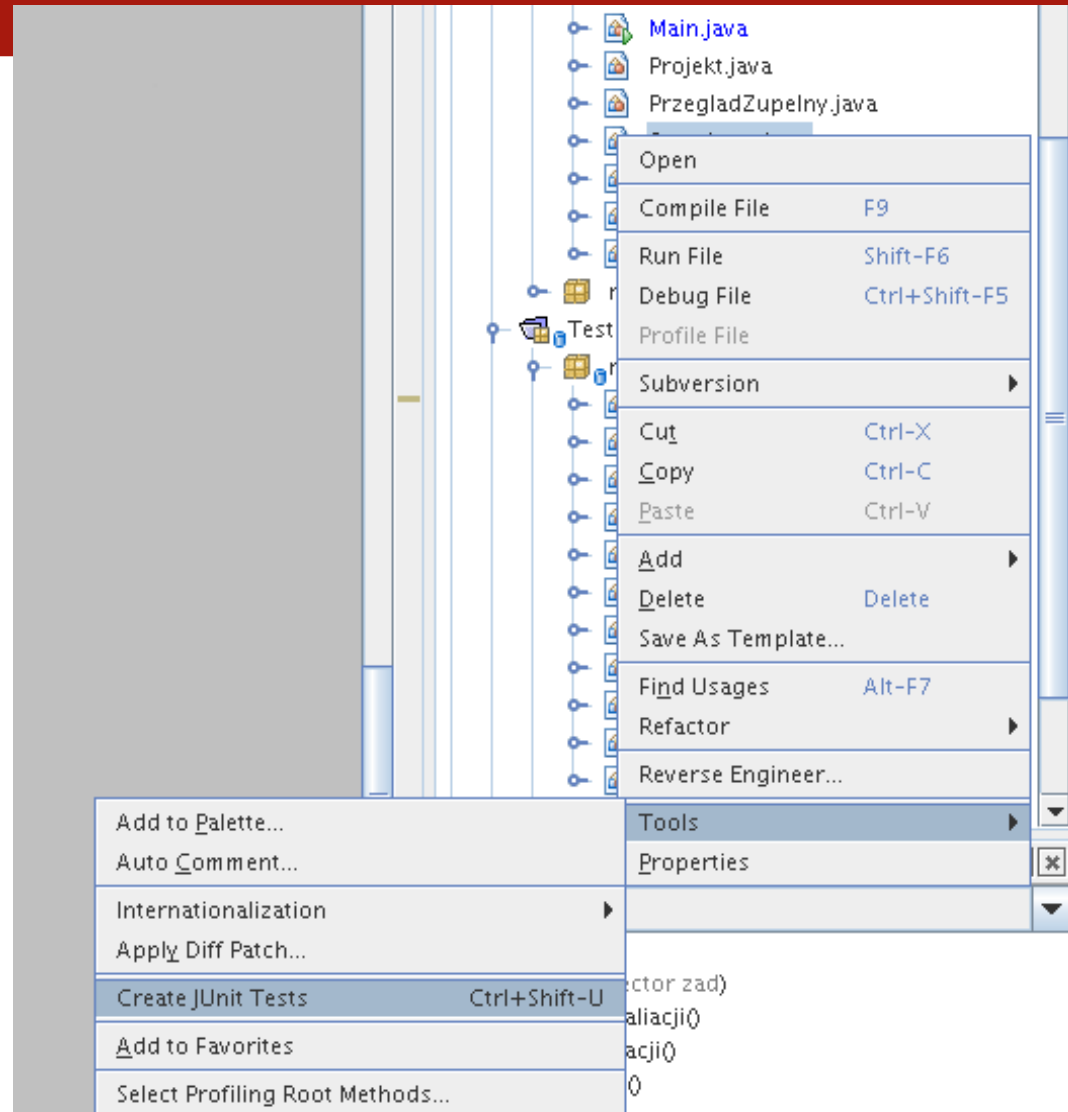 Main.java
Projekt.java
PrzegladZupelny.java
Open
Compile File F9
Run File Shift-F6
Debug File Ctrl+Shift-F5
Profile File
Test
Subversion
Cut Ctrl-X
Copy Ctrl-C
Paste Ctrl-V
Add
Delete Delete
Save As Template...
Find Usages Alt-F7
Refactor
Reverse Engineer...
Tools
Properties
Add to Palette...
Auto Comment...
Internationalization
Apply Diff Patch...
Create JUnit Tests Ctrl+Shift-U
Add to Favorites
Select Profiling Root Methods...
ector zad)
aliacji()
acji()
()